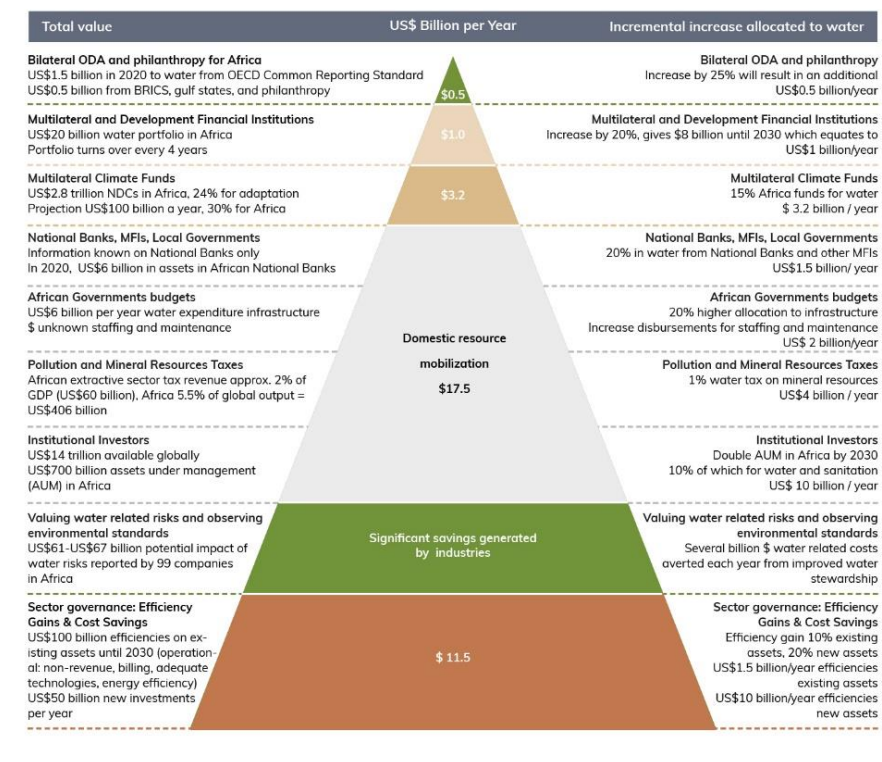 Total value
US$ Billion per Year
Incremental increase allocated to water
Bilateral ODA and philanthropy for Africa
US$1.5 billion in 2020 to water from OECD Common Reporting Standard
US$0.5 billion from BRICS, gulf states, and philanthropy
$0.5
Bilateral ODA and philanthropy
Increase by 25% will result in an additional
US$0.5 billion/year
Multilateral and Development Financial Institutions
US$20 billion water portfolio in Africa
Portfolio turns over every 4 years
$1.0
Multilateral and Development Financial Institutions
Increase by 20%, gives $8 billion until 2030 which equates to
US$1 billion/year
Multilateral Climate Funds
US$2.8 trillion NDCs in Africa, 24% for adaptation
Projection US$100 billion a year, 30% for Africa
$3.2
Multilateral Climate Funds
15% Africa funds for water
$ 3.2 billion / year
National Banks, MFIs, Local Governments
Information known on National Banks only
In 2020, US$6 billion in assets in African National Banks
National Banks, MFIs, Local Governments
20% in water from National Banks and other MFIs
US$1.5 billion/ year
African Governments budgets
US$6 billion per year water expenditure infrastructure
$ unknown staffing and maintenance
Domestic resource
mobilization
$17.5
African Governments budgets
20% higher allocation to infrastructure
Increase disbursements for staffing and maintenance
US$ 2 billion/year
Pollution and Mineral Resources Taxes
African extractive sector tax revenue approx. 2% of
GDP (US$60 billion), Africa 5.5% of global output =
US$406 billion
Pollution and Mineral Resources Taxes
1% water tax on mineral resources
US$4 billion / year
Institutional Investors
US$14 trillion available globally
US$700 billion assets under management
(AUM) in Africa
Institutional Investors
Double AUM in Africa by 2030
10% of which for water and sanitation
US$ 10 billion / year
Valuing water related risks and observing
environmental standards
US$61-US$67 billion potential impact of
water risks reported by 99 companies
in Africa
Significant savings generated
by industries
Valuing water related risks and observing
environmental standards
Several billion $ water related costs
averted each year from improved water
stewardship
Sector governance: Efficiency
Gains & Cost Savings
US$100 billion efficiencies on ex-
isting assets until 2030 (operation-
al: non-revenue, billing, adequate
technologies, energy efficiency)
US$50 billion new investments
per year
$ 11.5
Sector governance: Efficiency
Gains & Cost Savings
Efficiency gain 10% existing
assets, 20% new assets
US$1.5 billion/year efficiencies
existing assets
US$10 billion/year efficiencies
new assets